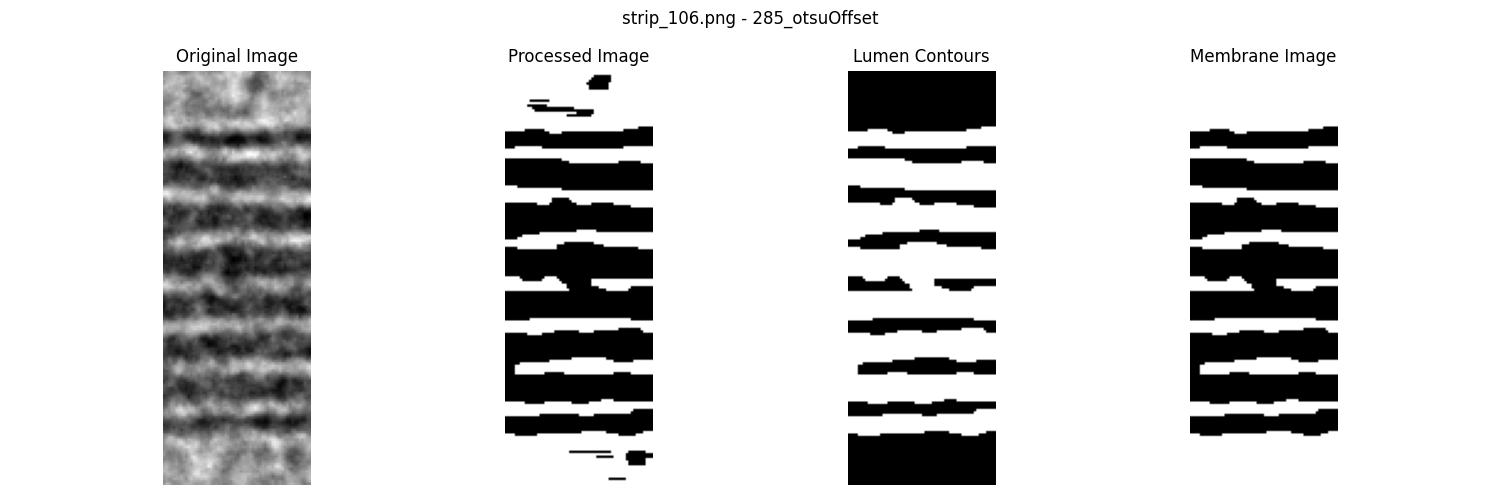 strip_106.png - 285_otsuOffset
Original Image
Processed Image
Lumen Contours
Membrane Image